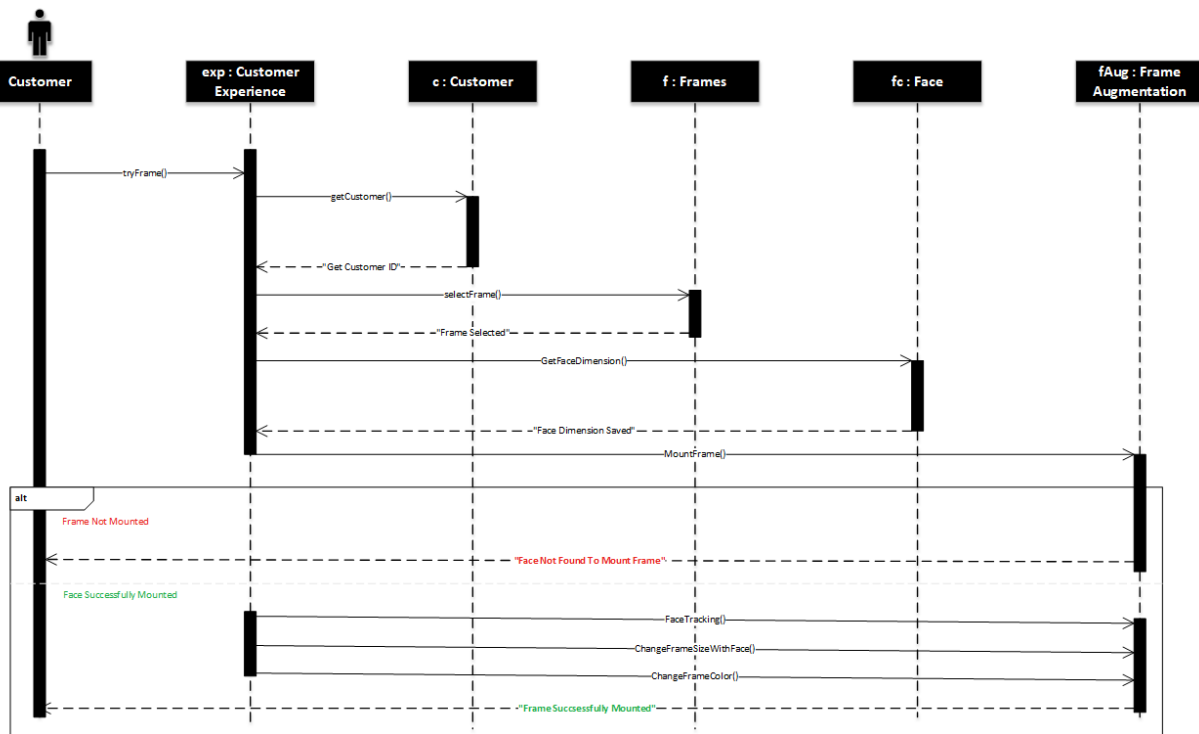 Customer
exp : Customer
Experience
c : Customer
f : Frames
fc : Face
fAug : Frame
Augmentation
tryFrame()
getCustomer()
"Get Customer ID"
selectFrame()
"Frame Selected"
GetFaceDimension()
"Face Dimension Saved"
MountFrame()
alt
Frame Not Mounted
"Face Not Found To Mount Frame"
Face Successfully Mounted
FaceTracking()
ChangeFrameSizeWithFace()
ChangeFrameColor()
"Frame Succsessfully Mounted"